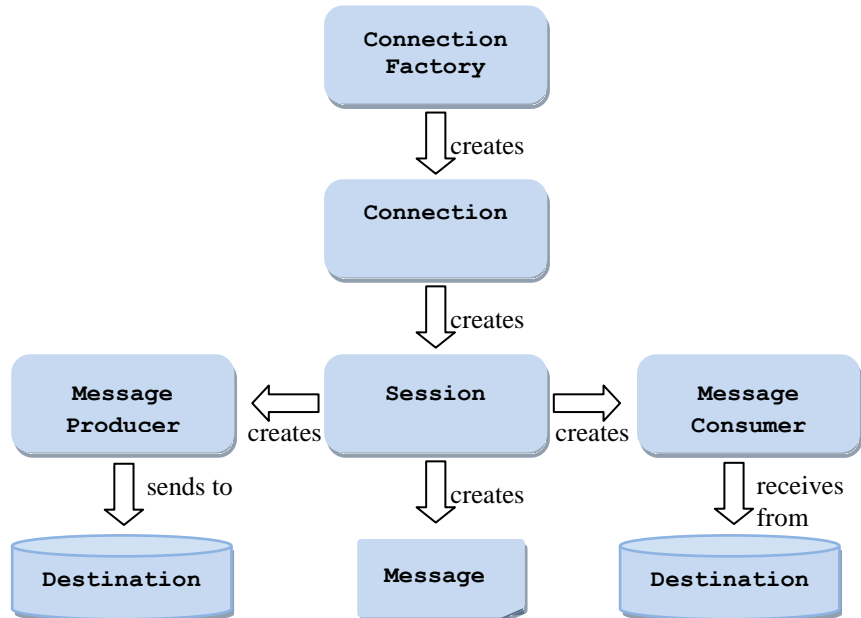 Connection
Factory
creates
Connection
creates
Message
Producer
creates
Session
creates
Message
Consumer
sends to
creates
receives
from
Destination
Message
Destination